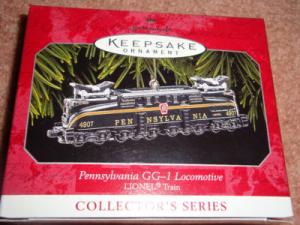 KEEPSAKE
ORNAMENT
4907
PENNSYLVANIA
4907
Pennsylvania GG-1 Locomotive
LIONEL® Train
COLLECTOR'S SERIES